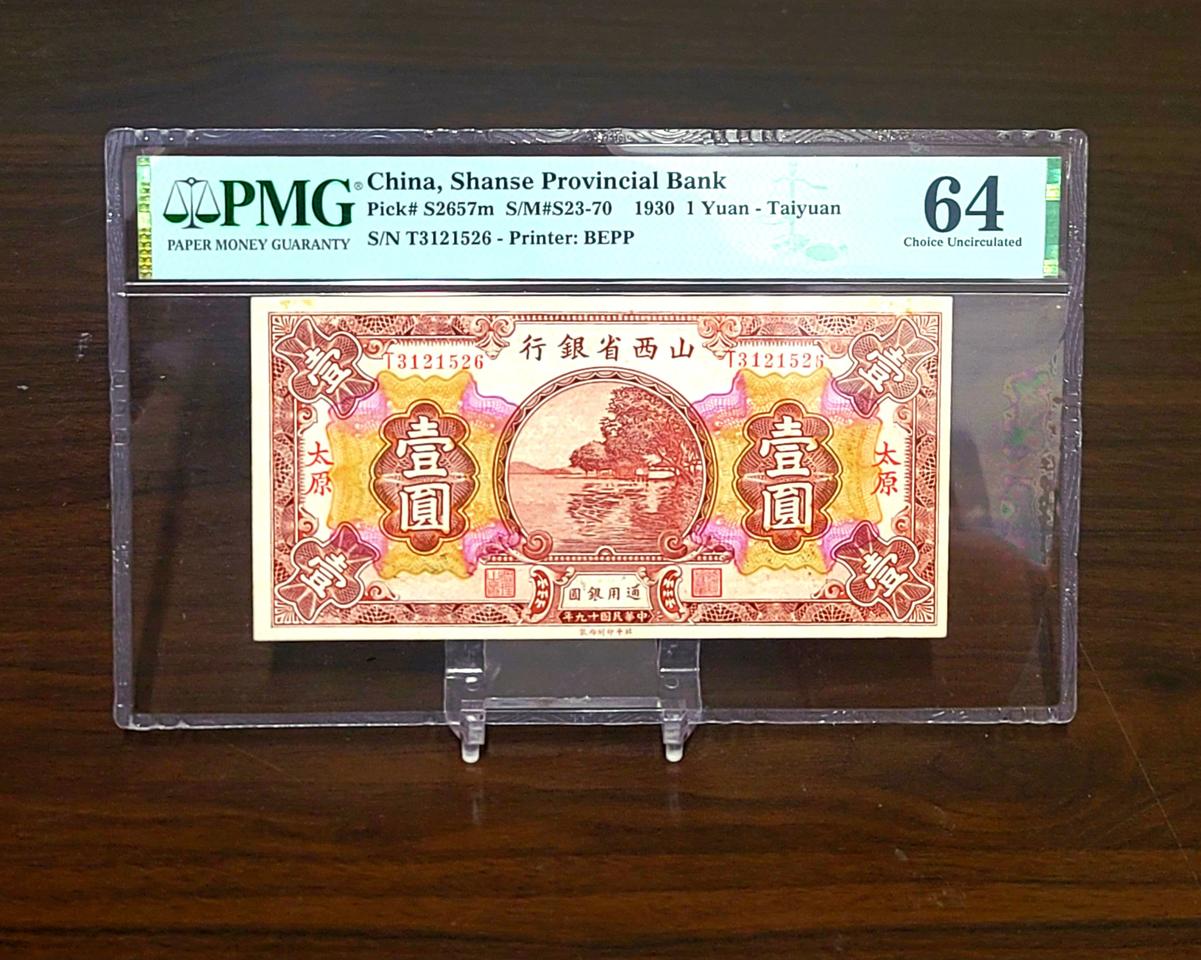 PMG®
PAPER MONEY GUARANTY
China, Shanse Provincial Bank
Pick# S2657m S/M#S23-70 1930 1 Yuan - Taiyuan
S/N T3121526 - Printer: BEPP
64
Choice Uncirculated
山西省銀行
壹
T3121526
T3121526
壹
太原
壹圓
壹圓
太原
壹
通用銀圓
壹
中華民國十九年